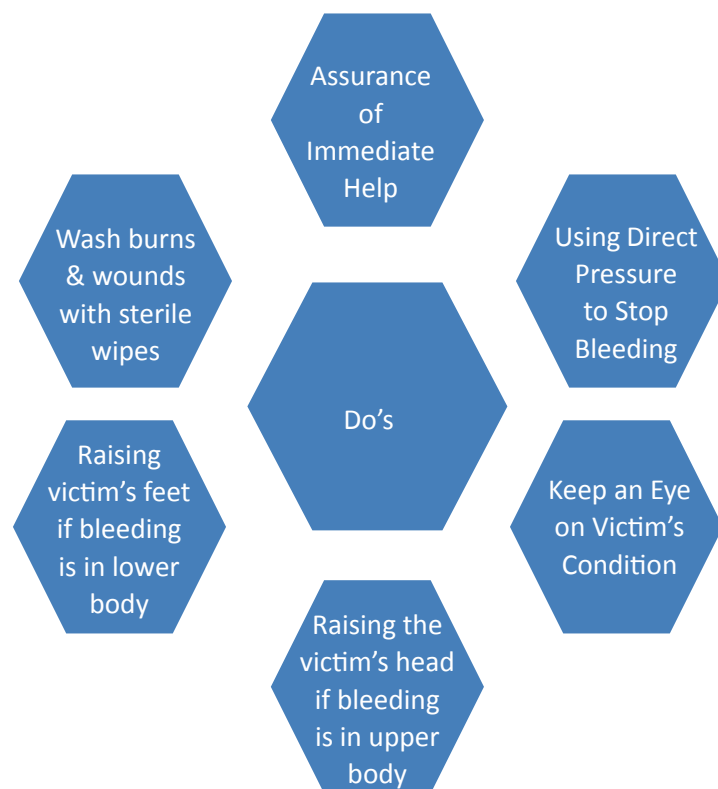 Assurance
of
Immediate
Help
Using Direct
Pressure
to Stop
Bleeding
Keep an Eye
on Victim's
Condition
Raising the
victim's head
if bleeding
is in upper
body
Raising
victim's feet
if bleeding
is in lower
body
Wash burns
& wounds
with sterile
wipes
Do's